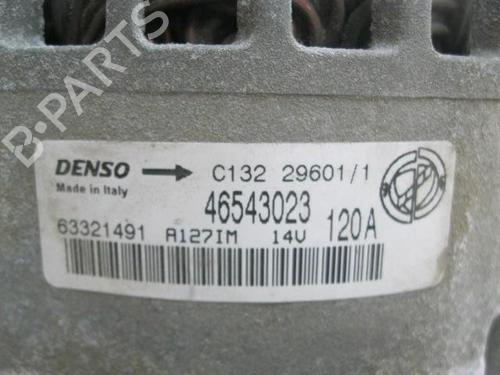 B-PARTS
DENSO → C132 29601/1
Made in Italy
46543023
63321491 A127IM 14V 120A